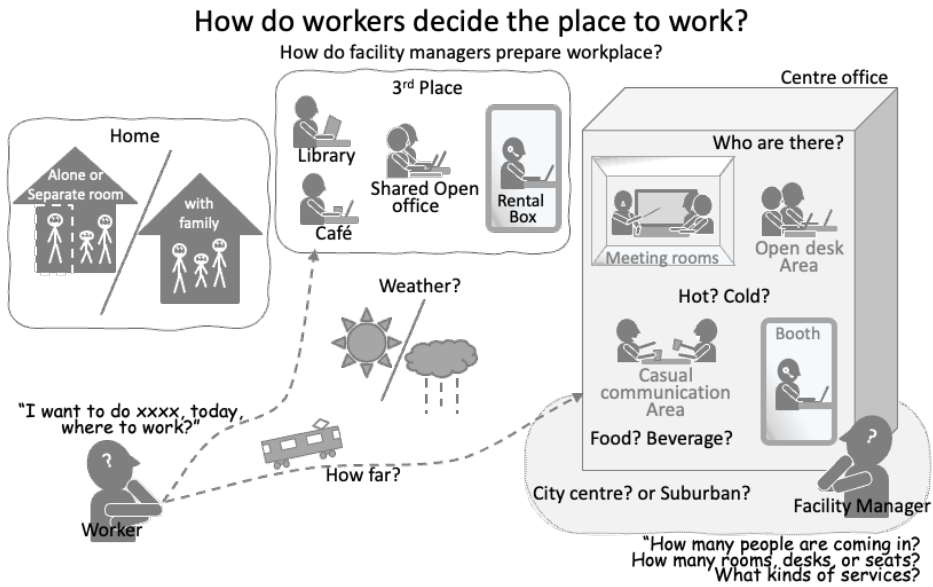 How do workers decide the place to work?
How do facility managers prepare workplace?
Home
Alone or
Separate room
with
family
3rd Place
Library
Café
Shared Open
office
Rental
Box
Centre office
Who are there?
Meeting rooms
Open desk
Area
Hot? Cold?
Casual
communication
Area
Booth
Food? Beverage?
Weather?
"I want to do xxxx, today,
where to work?"
?
Worker
How far?
City centre? or Suburban?
?
Facility Manager
"How many people are coming in?
How many rooms, desks, or seats?
What kinds of services?